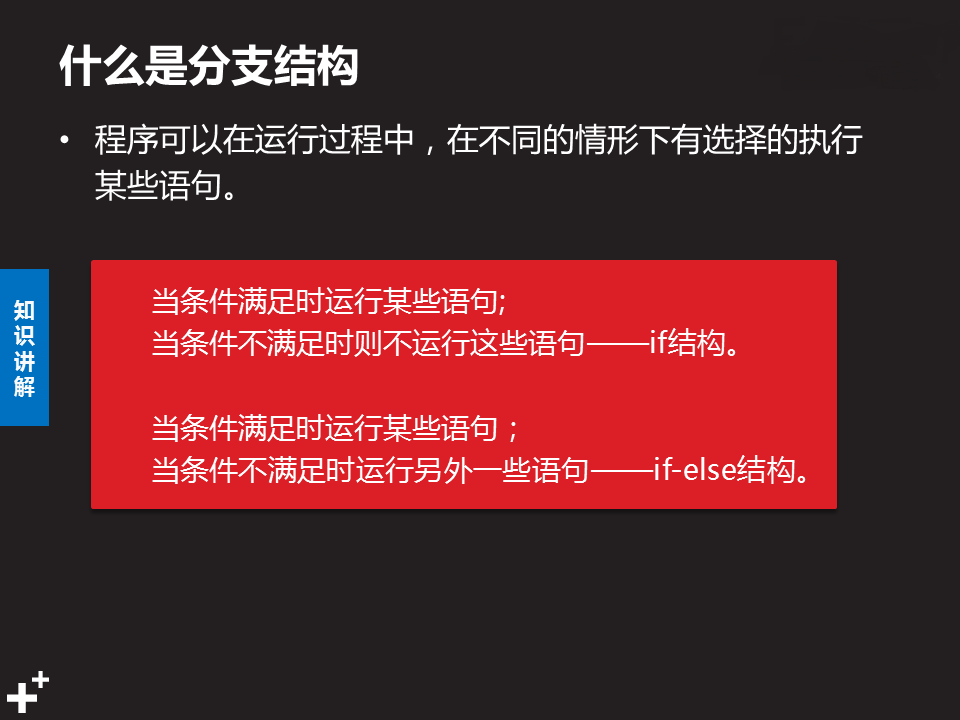 什么是分支结构
• 程序可以在运行过程中，在不同的情形下有选择的执行
某些语句。
知识讲解
当条件满足时运行某些语句;
当条件不满足时则不运行这些语句——if结构。
当条件满足时运行某些语句；
当条件不满足时运行另外一些语句——if-else结构。